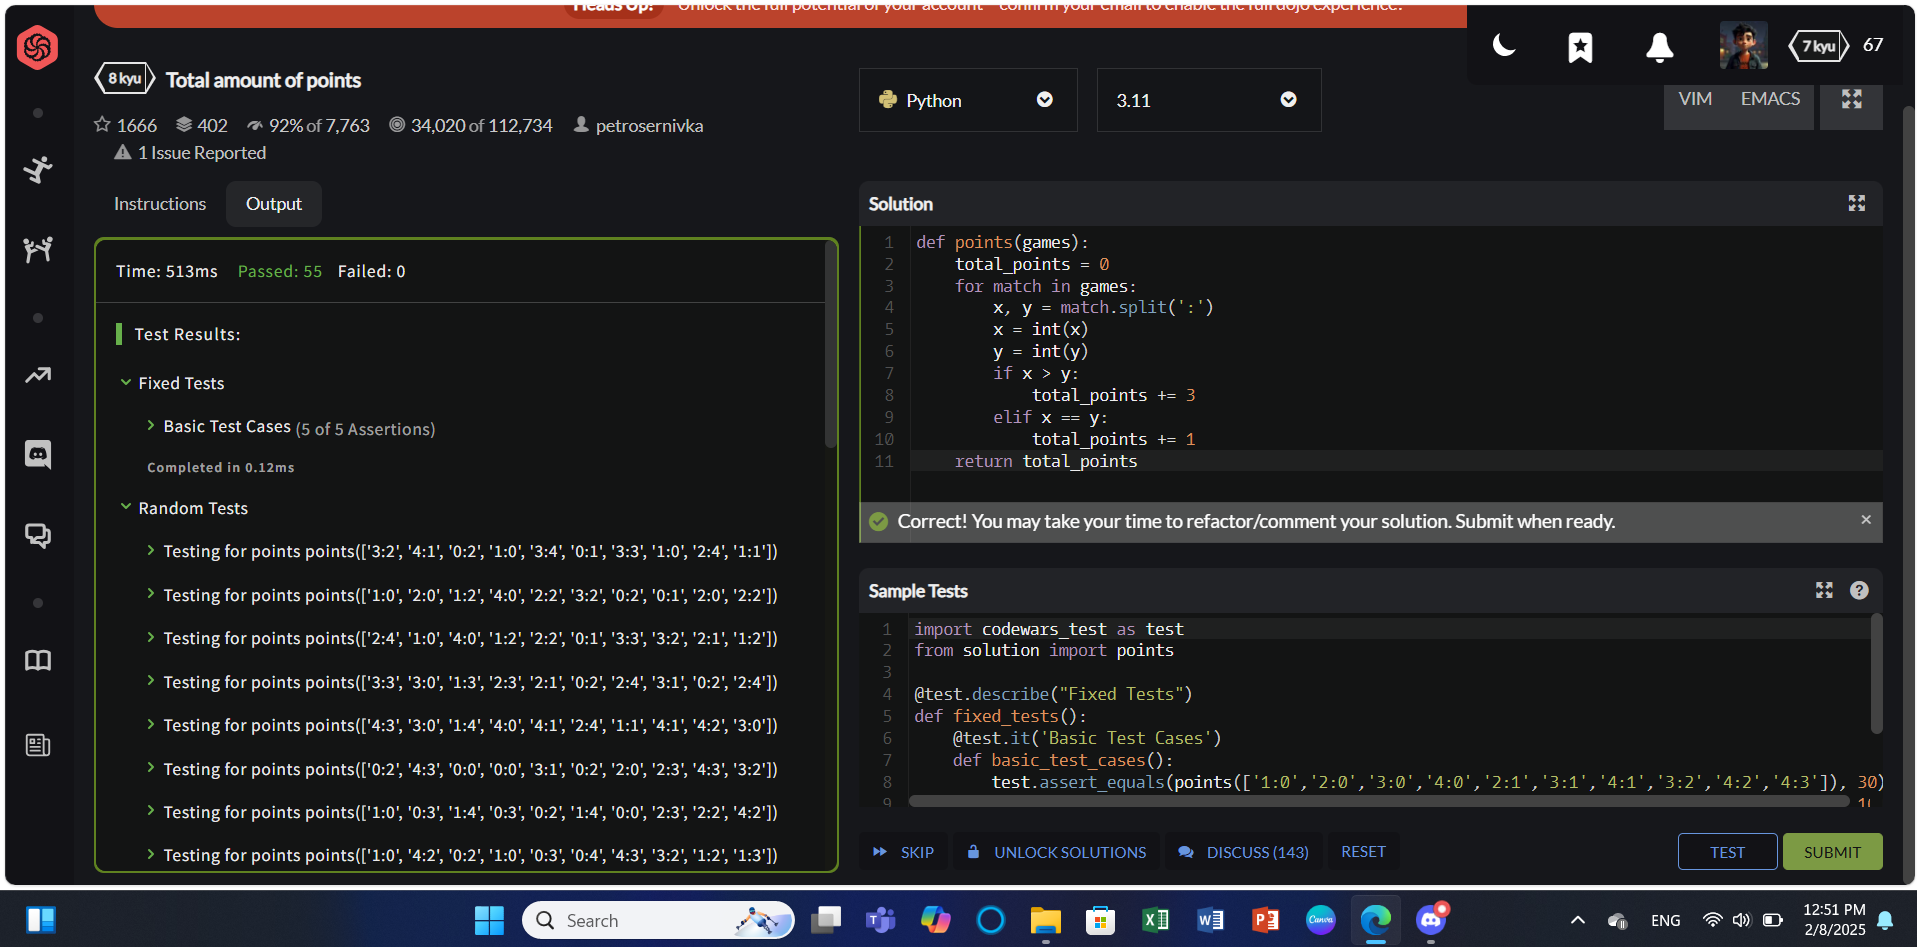 Heads Up! Unlock the full potential of your account - confirm your email to enable the full dojo experience!
7 kyu 67
8 kyu Total amount of points
1666 402 92% of 7,763 34,020 of 112,734 petrosernivka
1 Issue Reported
Python
3.11
VIM EMACS
Instructions Output
Time: 513ms Passed: 55 Failed: 0
Test Results:
Fixed Tests
Basic Test Cases (5 of 5 Assertions)
Completed in 0.12ms
Random Tests
Testing for points points(['3:2', '4:1', '0:2', '1:0', '3:4', '0:1', '3:3', '1:0', '2:4', '1:1'])
Testing for points points(['1:0', '2:0', '1:2', '4:0', '2:2', '3:2', '0:2', '0:1', '2:0', '2:2'])
Testing for points points(['2:4', '1:0', '4:0', '1:2', '2:2', '0:1', '3:3', '3:2', '2:1', '1:2'])
Testing for points points(['3:3', '3:0', '1:3', '2:3', '2:1', '0:2', '2:4', '3:1', '0:2', '2:4'])
Testing for points points(['4:3', '3:0', '1:4', '4:0', '4:1', '2:4', '1:1', '4:1', '4:2', '3:0'])
Testing for points points(['0:2', '4:3', '0:0', '0:0', '3:1', '0:2', '2:0', '2:3', '4:3', '3:2'])
Testing for points points(['1:0', '0:3', '1:4', '0:3', '0:2', '1:4', '0:0', '2:3', '2:2', '4:2'])
Testing for points points(['1:0', '4:2', '0:2', '1:0', '0:3', '0:4', '4:3', '3:2', '1:2', '1:3'])
Solution
1 def points(games):
2 total_points = 0
3 for match in games:
4 x, y = match.split(':')
5 x = int(x)
6 y = int(y)
7 if x > y:
8 total_points += 3
9 elif x == y:
10 total_points += 1
11 return total_points
Correct! You may take your time to refactor/comment your solution. Submit when ready. ×
Sample Tests ?
1 import codewars_test as test
2 from solution import points
3
4 @test.describe("Fixed Tests")
5 def fixed_tests():
6 @test.it('Basic Test Cases')
7 def basic_test_cases():
8 test.assert_equals(points(['1:0','2:0','3:0','4:0','2:1','3:1','4:1','3:2','4:2','4:3']), 30)
9
SKIP UNLOCK SOLUTIONS DISCUSS (143) RESET TEST SUBMIT
Search
Canva
ENG
12:51 PM
2/8/2025